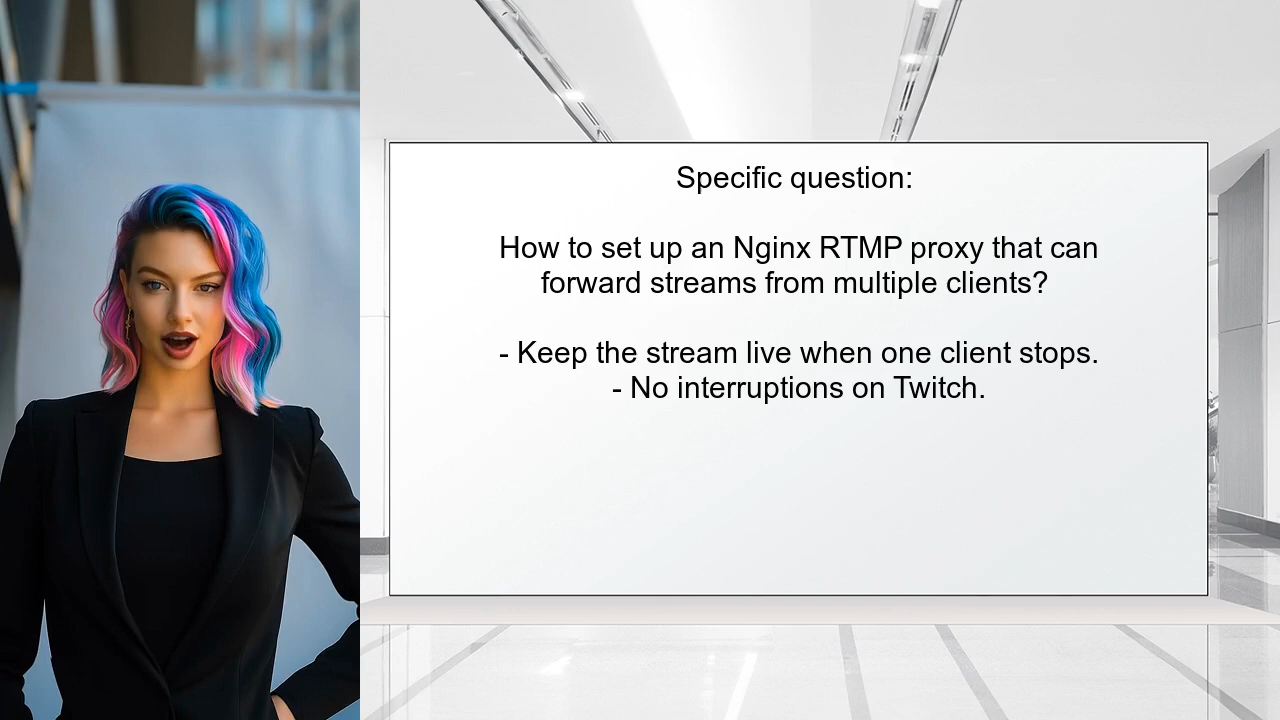 Specific question:
How to set up an Nginx RTMP proxy that can
forward streams from multiple clients?
- Keep the stream live when one client stops.
- No interruptions on Twitch.